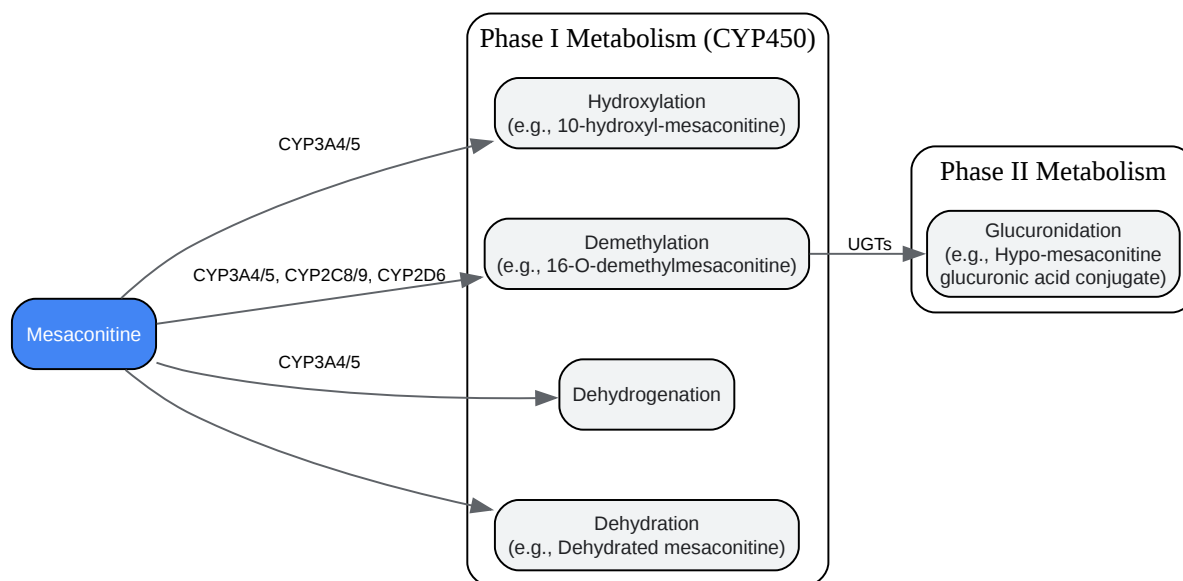 Phase I Metabolism (CYP450)
Hydroxylation
(e.g., 10-hydroxyl-mesaconitine)
CYP3A4/5
Phase II Metabolism
Demethylation
(e.g., 16-O-demethylmesaconitine)
UGTs
Glucuronidation
(e.g., Hypo-mesaconitine
glucuronic acid conjugate)
CYP3A4/5, CYP2C8/9, CYP2D6
Mesaconitine
CYP3A4/5
Dehydrogenation
Dehydration
(e.g., Dehydrated mesaconitine)